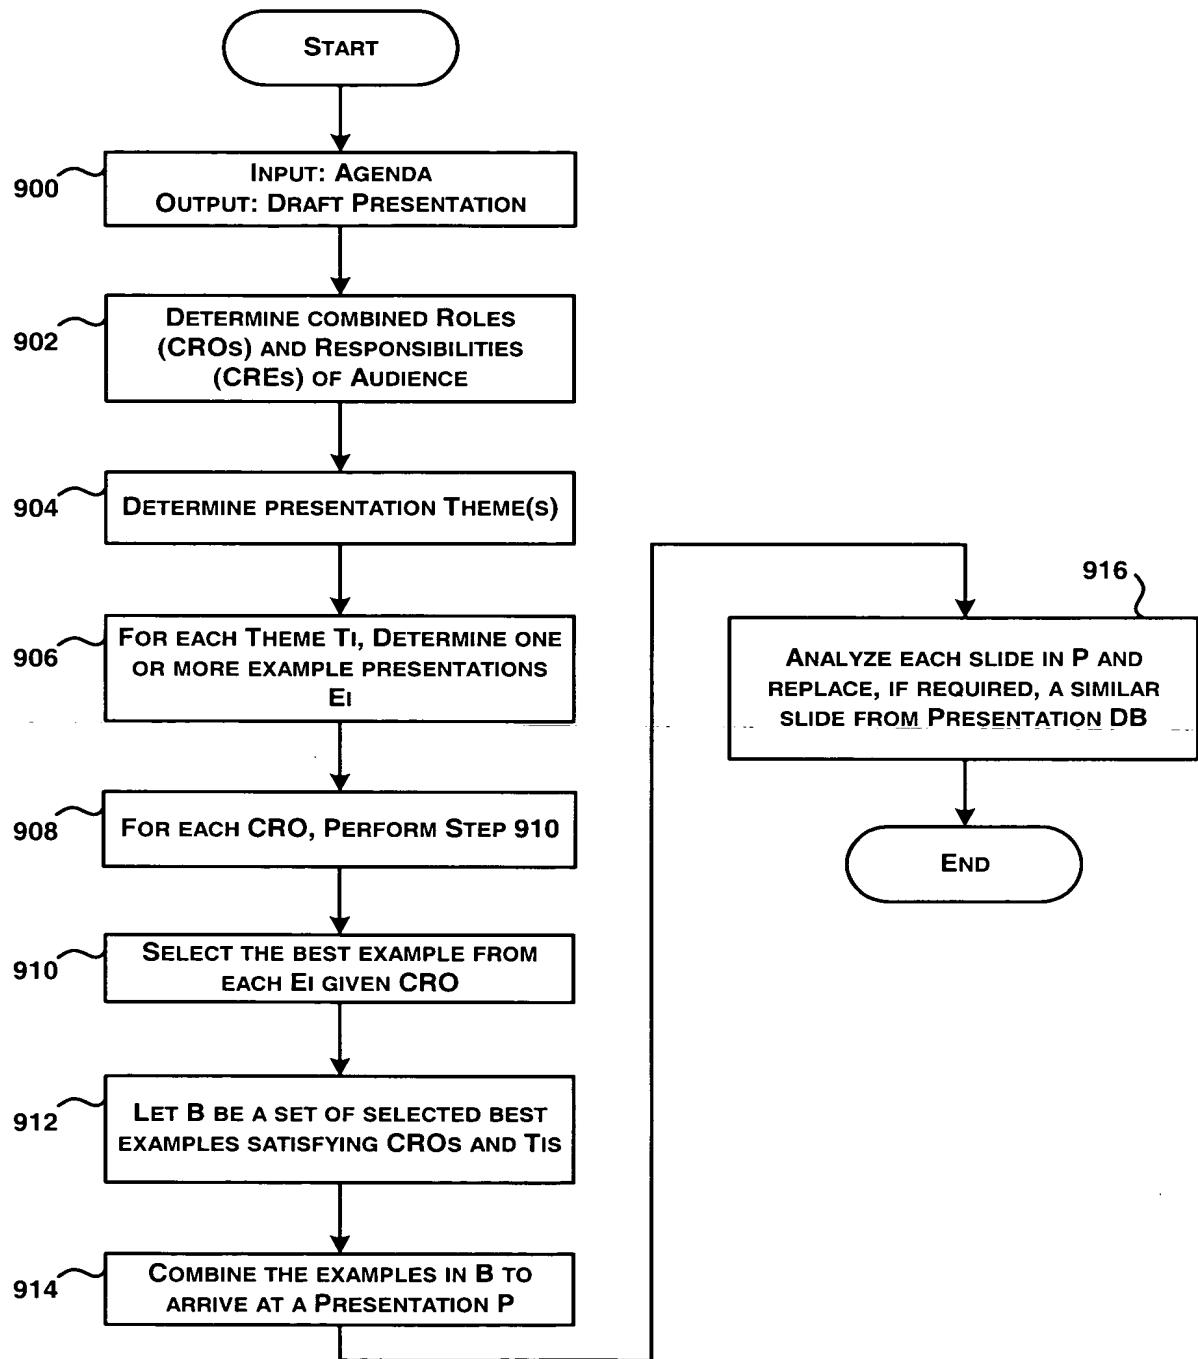 START
900
INPUT: AGENDA
OUTPUT: DRAFT PRESENTATION
902
DETERMINE COMBINED ROLES
(CROS) AND RESPONSIBILITIES
(CRES) OF AUDIENCE
904
DETERMINE PRESENTATION THEME(S)
906
FOR EACH THEME TI, DETERMINE ONE
OR MORE EXAMPLE PRESENTATIONS
EI
908
FOR EACH CRO, PERFORM STEP 910
910
SELECT THE BEST EXAMPLE FROM
EACH EI GIVEN CRO
912
LET B BE A SET OF SELECTED BEST
EXAMPLES SATISFYING CROS AND TIS
914
COMBINE THE EXAMPLES IN B TO
ARRIVE AT A PRESENTATION P
916
ANALYZE EACH SLIDE IN P AND
REPLACE, IF REQUIRED, A SIMILAR
SLIDE FROM PRESENTATION DB
END